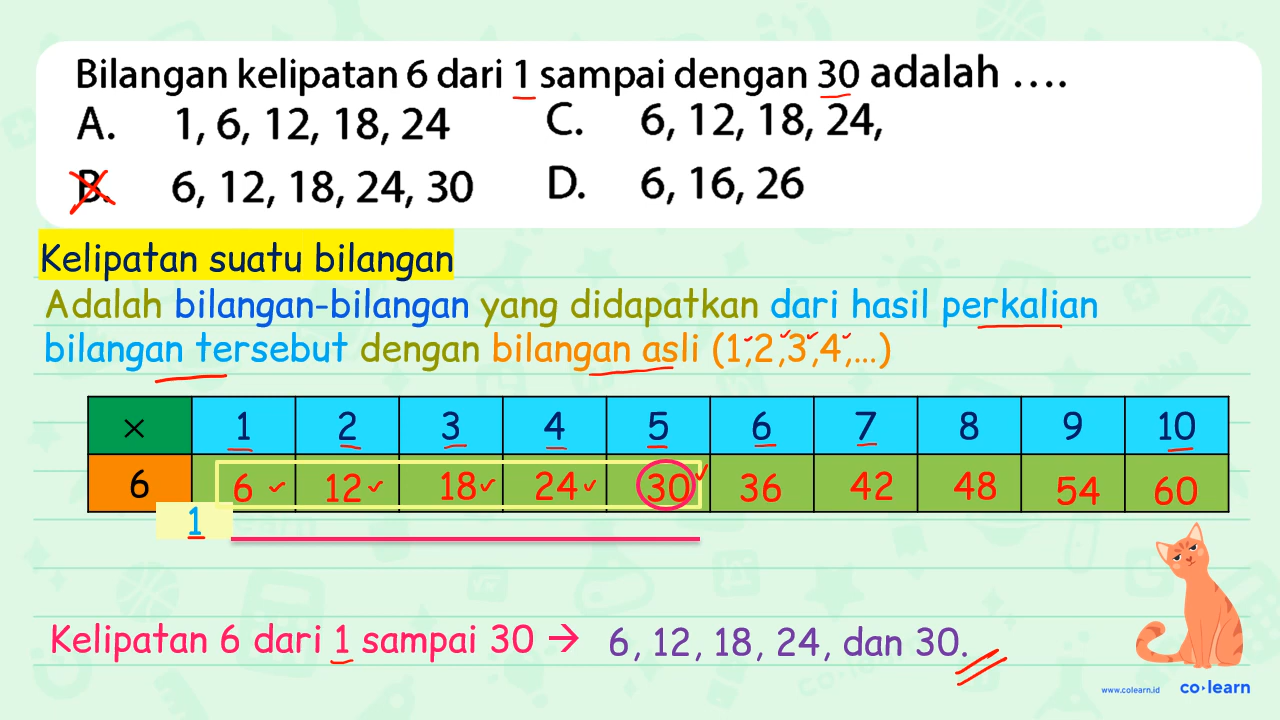 Bilangan kelipatan 6 dari 1 sampai dengan 30 adalah ....
A. 1, 6, 12, 18, 24
C. 6, 12, 18, 24,
B. 6, 12, 18, 24, 30
D. 6, 16, 26
Kelipatan suatu bilangan
Adalah bilangan-bilangan yang didapatkan dari hasil perkalian
bilangan tersebut dengan bilangan asli (1,2,3,4,...)
× 1 2 3 4 5 6 7 8 9 10
6 6 12 18 24 30 36 42 48 54 60
1
Kelipatan 6 dari 1 sampai 30 → 6, 12, 18, 24, dan 30.
www.colearn.id co·learn